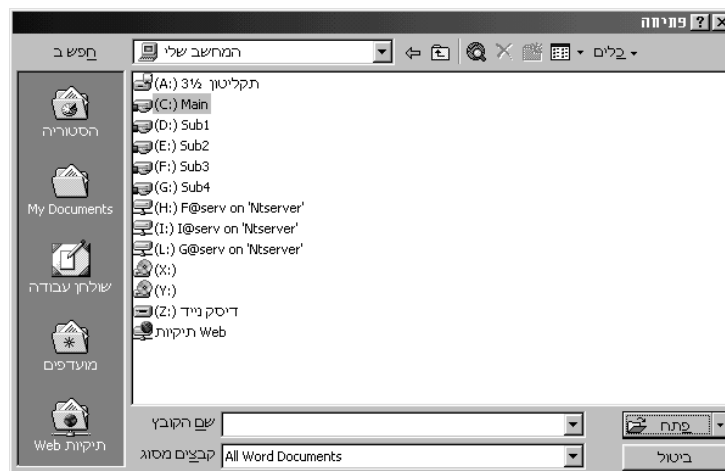 פתיחה
חפש ב
המחשב שלי
כלים
הסטוריה
My Documents
שולחן עבודה
מועדפים
תיקיות Web
(A:) 3½ תקליטון
(C:) Main
(D:) Sub1
(E:) Sub2
(F:) Sub3
(G:) Sub4
(H:) F@serv on 'Ntserver'
(I:) I@serv on 'Ntserver'
(L:) G@serv on 'Ntserver'
(X:)
(Y:)
(Z:) דיסק נייד
תיקיות Web
שם הקובץ
פתח
קבצים מסוג
All Word Documents
ביטול